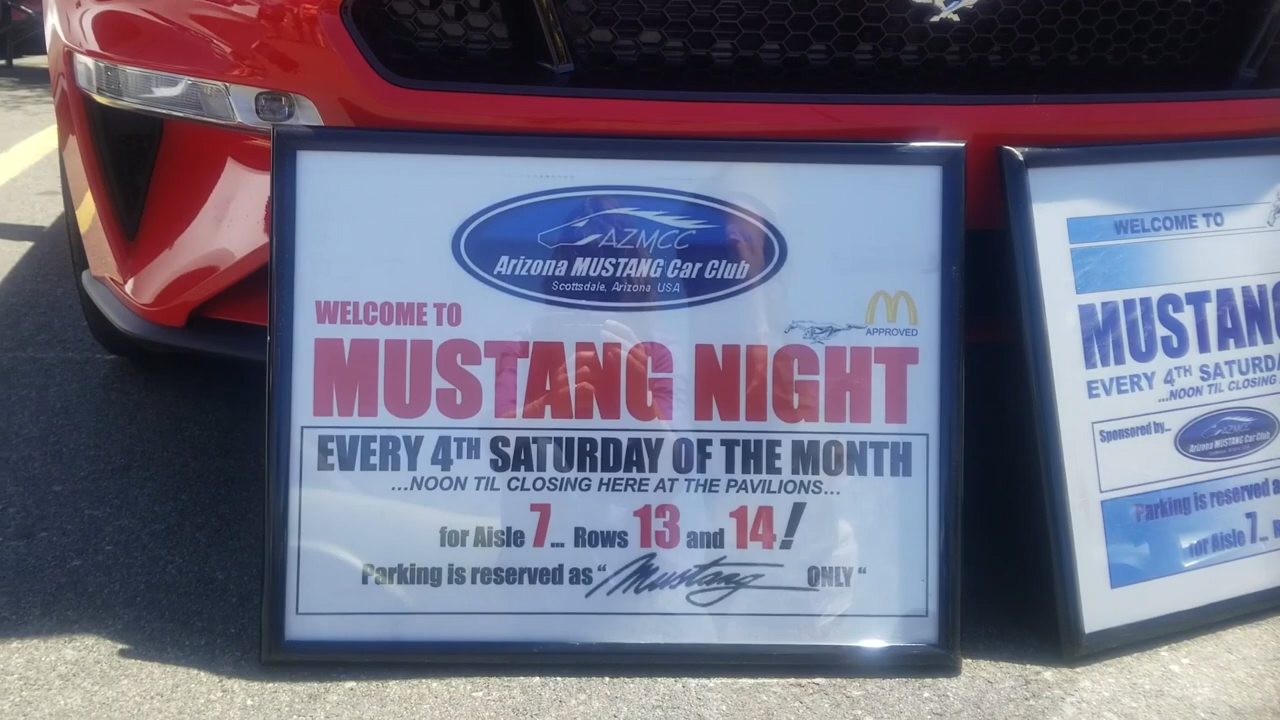 AZMCC
Arizona MUSTANG Car Club
Scottsdale, Arizona USA
WELCOME TO
APPROVED
MUSTANG NIGHT
EVERY 4TH SATURDAY OF THE MONTH
...NOON TIL CLOSING HERE AT THE PAVILIONS...
for Aisle 7... Rows 13 and 14!
Parking is reserved as “Mustang ONLY“
WELCOME TO
MUSTANG
EVERY 4TH SATURDA
...NOON TIL CLOSING
Sponsored by...
AZMCC
Arizona Mustang Car Club
Parking is reserved a
for Aisle 7...